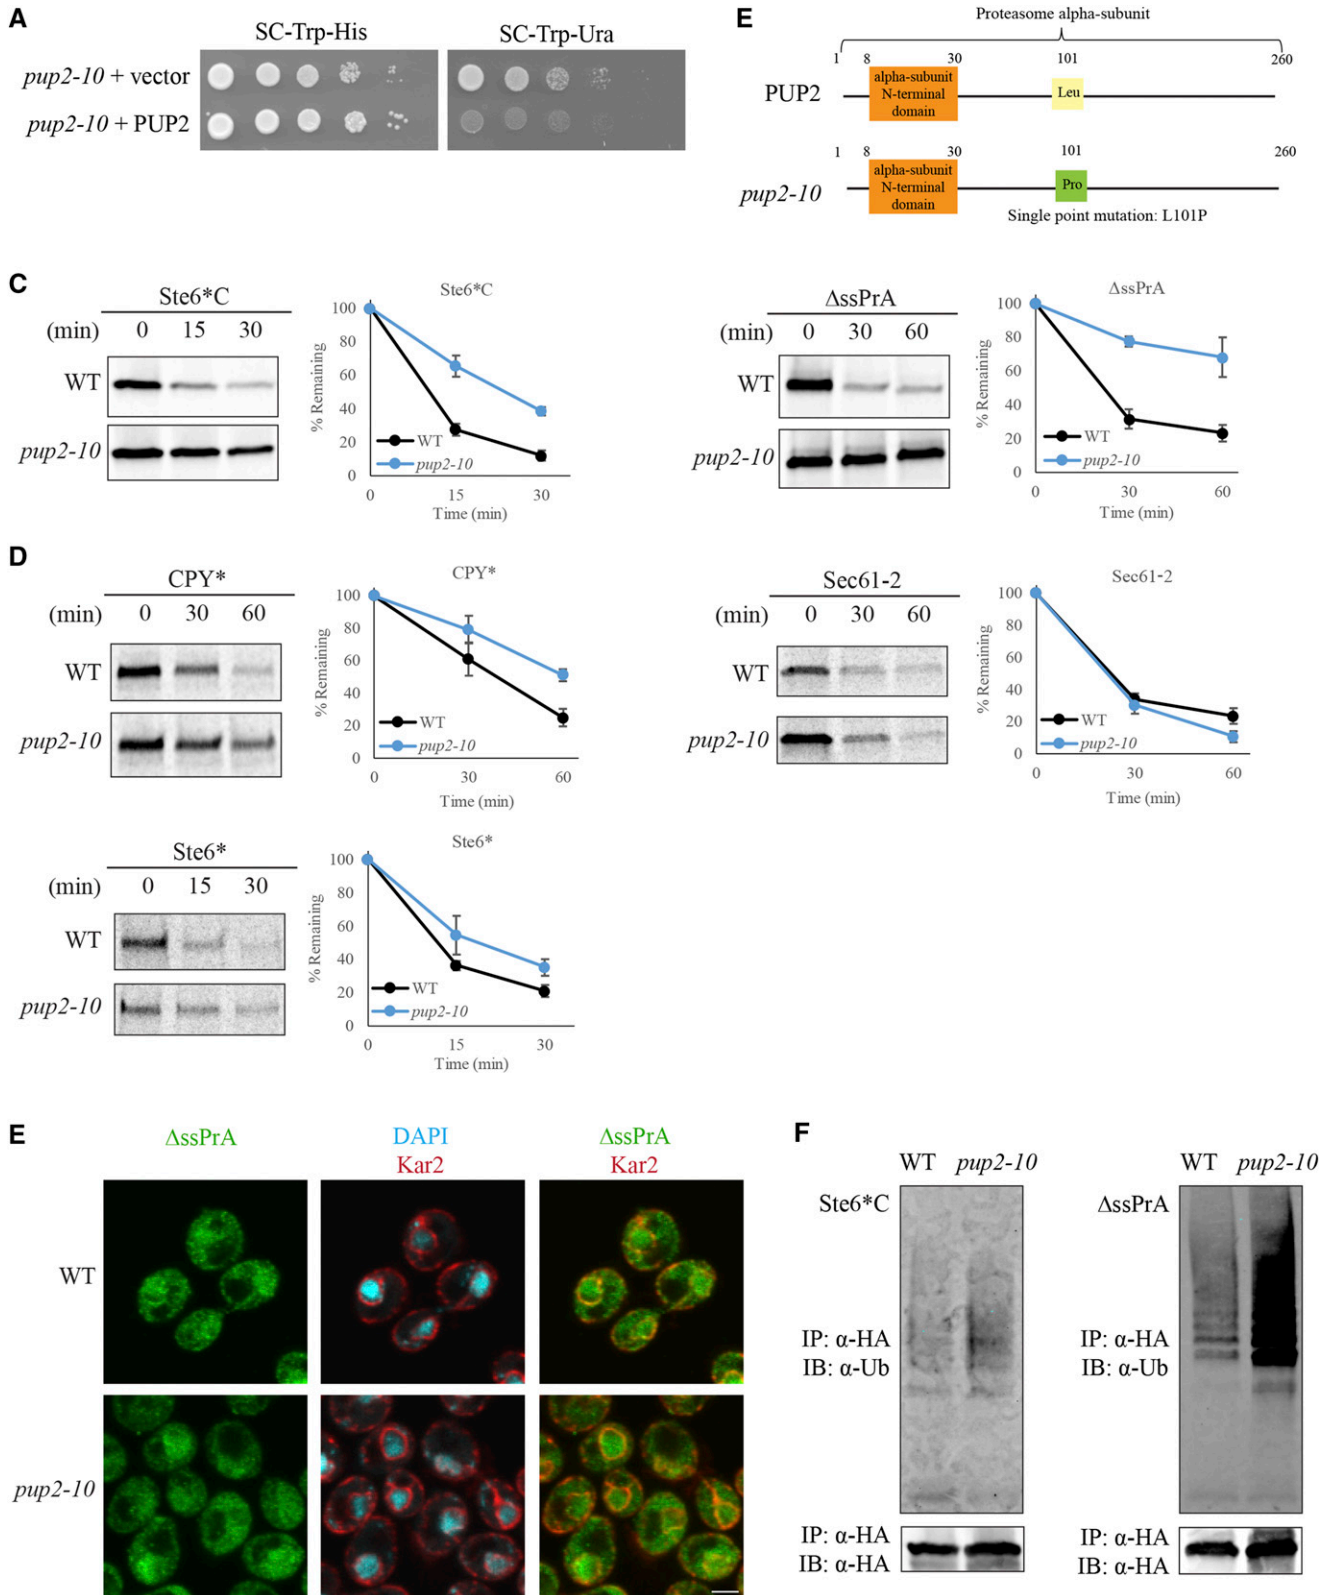 A
SC-Trp-His
SC-Trp-Ura
pup2-10 + vector
pup2-10 + PUP2
E
Proteasome alpha-subunit
1 8 30 101 260
PUP2
alpha-subunit
N-terminal
domain
Leu
1 8 30 101 260
pup2-10
alpha-subunit
N-terminal
domain
Pro
Single point mutation: L101P
C
Ste6*C
(min) 0 15 30
WT
pup2-10
Ste6*C
% Remaining
100
80
60
40
20
0
WT
pup2-10
0 15 30
Time (min)
ΔssPrA
(min) 0 30 60
WT
pup2-10
ΔssPrA
% Remaining
100
80
60
40
20
0
WT
pup2-10
0 30 60
Time (min)
D
CPY*
(min) 0 30 60
WT
pup2-10
CPY*
% Remaining
100
80
60
40
20
0
WT
pup2-10
0 30 60
Time (min)
Sec61-2
(min) 0 30 60
WT
pup2-10
Sec61-2
% Remaining
100
80
60
40
20
0
WT
pup2-10
0 30 60
Time (min)
Ste6*
(min) 0 15 30
WT
pup2-10
Ste6*
% Remaining
100
80
60
40
20
0
WT
pup2-10
0 15 30
Time (min)
E
ΔssPrA
DAPI
Kar2
ΔssPrA
Kar2
WT
pup2-10
F
WT pup2-10
Ste6*C
IP: α-HA
IB: α-Ub
IP: α-HA
IB: α-HA
WT pup2-10
ΔssPrA
IP: α-HA
IB: α-Ub
IP: α-HA
IB: α-HA